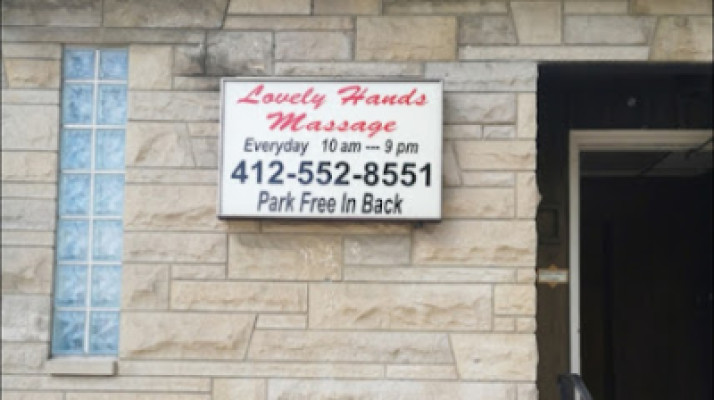 Lovely Hands
Massage
Everyday 10 am --- 9 pm
412-552-8551
Park Free In Back